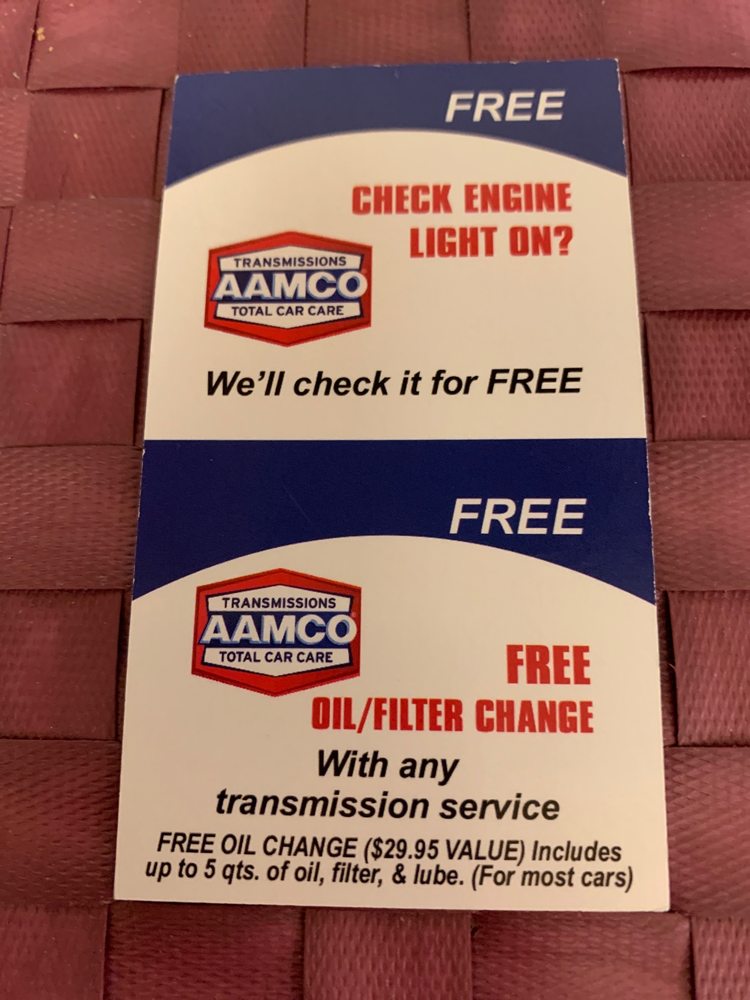 FREE
CHECK ENGINE
LIGHT ON?
TRANSMISSIONS
AAMCO
TOTAL CAR CARE
We'll check it for FREE
FREE
TRANSMISSIONS
AAMCO
TOTAL CAR CARE
FREE
OIL/FILTER CHANGE
With any
transmission service
FREE OIL CHANGE ($29.95 VALUE) Includes
up to 5 qts. of oil, filter, & lube. (For most cars)